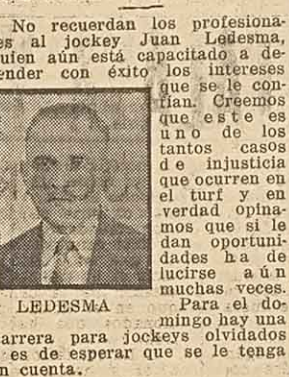 No recuerdan los profesiona-
es al jockey Juan Ledesma,
uien aún está capacitado a de-
ender con éxito los intereses
que se le con-
fían. Creemos
que este es
uno de los
tantos casos
de injusticia
que ocurren en
el turf y en
verdad opina-
mos que si le
dan oportuni-
dades ha de
lucirse aún
muchas veces.
LEDESMA
Para el do-
mingo hay una
arrera para jockeys olvidados
es de esperar que se le tenga
n cuenta.